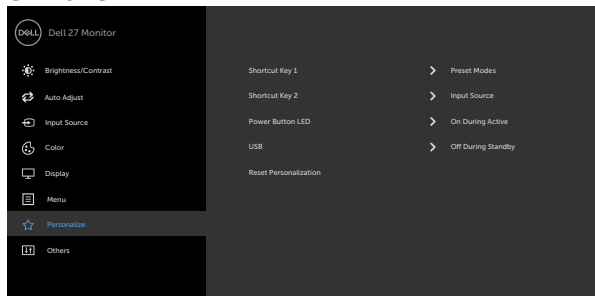 DELL Dell 27 Monitor
Brightness/Contrast
Auto Adjust
Input Source
Color
Display
Menu
Personalize
Others
Shortcut Key 1 Preset Modes
Shortcut Key 2 Input Source
Power Button LED On During Active
USB Off During Standby
Reset Personalization